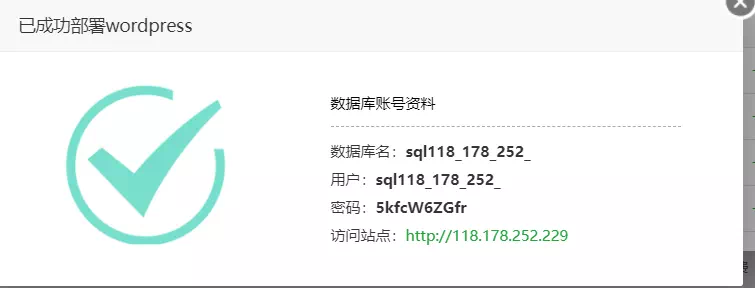 已成功部署wordpress
数据库账号资料
数据库名：sql118_178_252_
用户：sql118_178_252_
密码：5kfcW6ZGfr
访问站点：http://118.178.252.229